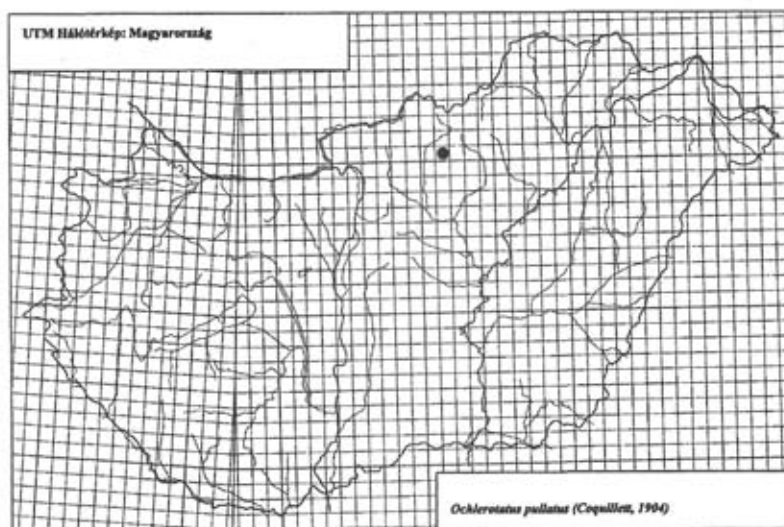 UTM Hálótérkép: Magyarország
Ochlerotatus pullatus (Coquillett, 1904)